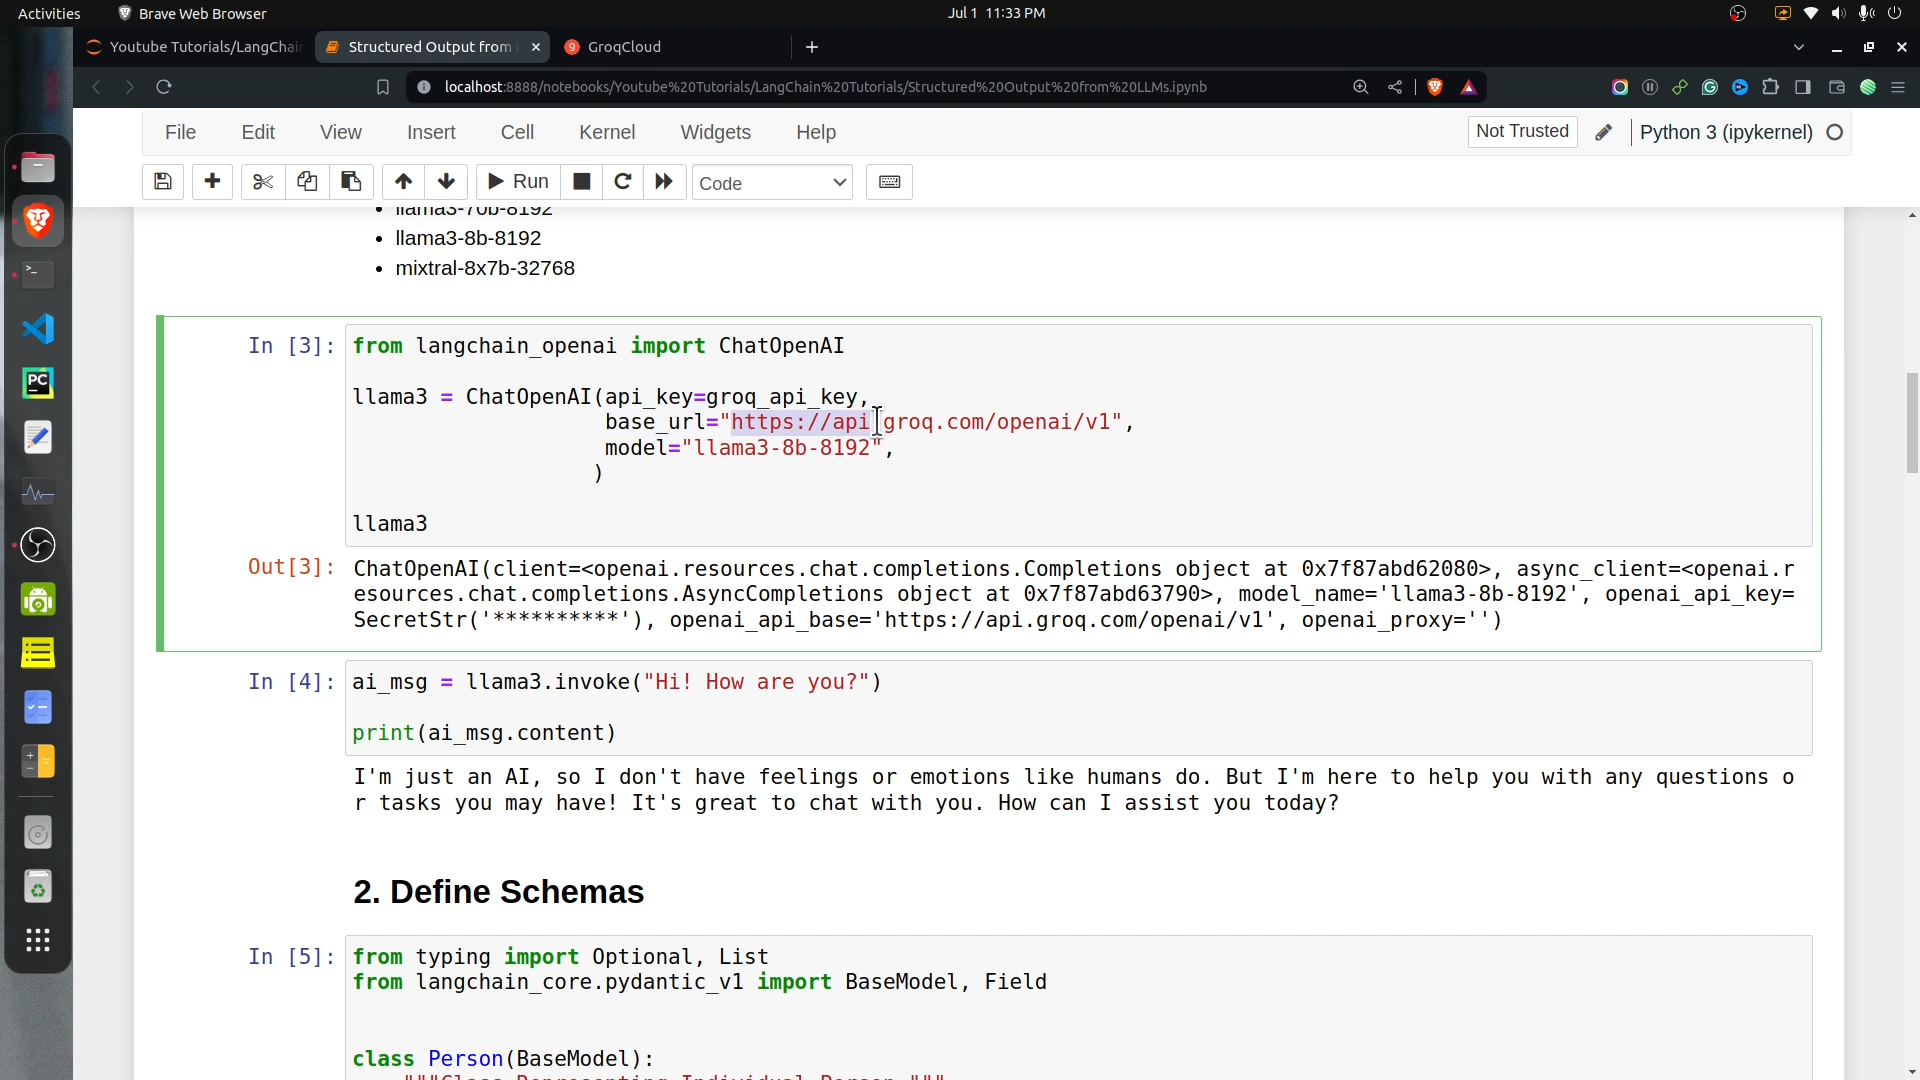 Activities Brave Web Browser Jul 1 11:33 PM
Youtube Tutorials/LangChai Structured Output from GroqCloud
localhost:8888/notebooks/Youtube%20Tutorials/LangChain%20Tutorials/Structured%20Output%20from%20LLMs.ipynb
File Edit View Insert Cell Kernel Widgets Help Not Trusted Python 3 (ipykernel)
Run Code
llama3-70b-8192
llama3-8b-8192
mixtral-8x7b-32768
In [3]: from langchain_openai import ChatOpenAI
llama3 = ChatOpenAI(api_key=groq_api_key,
base_url="https://api.groq.com/openai/v1",
model="llama3-8b-8192",
)
llama3
Out[3]: ChatOpenAI(client=<openai.resources.chat.completions.Completions object at 0x7f87abd62080>, async_client=<openai.r
esources.chat.completions.AsyncCompletions object at 0x7f87abd63790>, model_name='llama3-8b-8192', openai_api_key=
SecretStr('**********'), openai_api_base='https://api.groq.com/openai/v1', openai_proxy='')
In [4]: ai_msg = llama3.invoke("Hi! How are you?")
print(ai_msg.content)
I'm just an AI, so I don't have feelings or emotions like humans do. But I'm here to help you with any questions o
r tasks you may have! It's great to chat with you. How can I assist you today?
2. Define Schemas
In [5]: from typing import Optional, List
from langchain_core.pydantic_v1 import BaseModel, Field
class Person(BaseModel):
"""Class Representing Individual Person."""